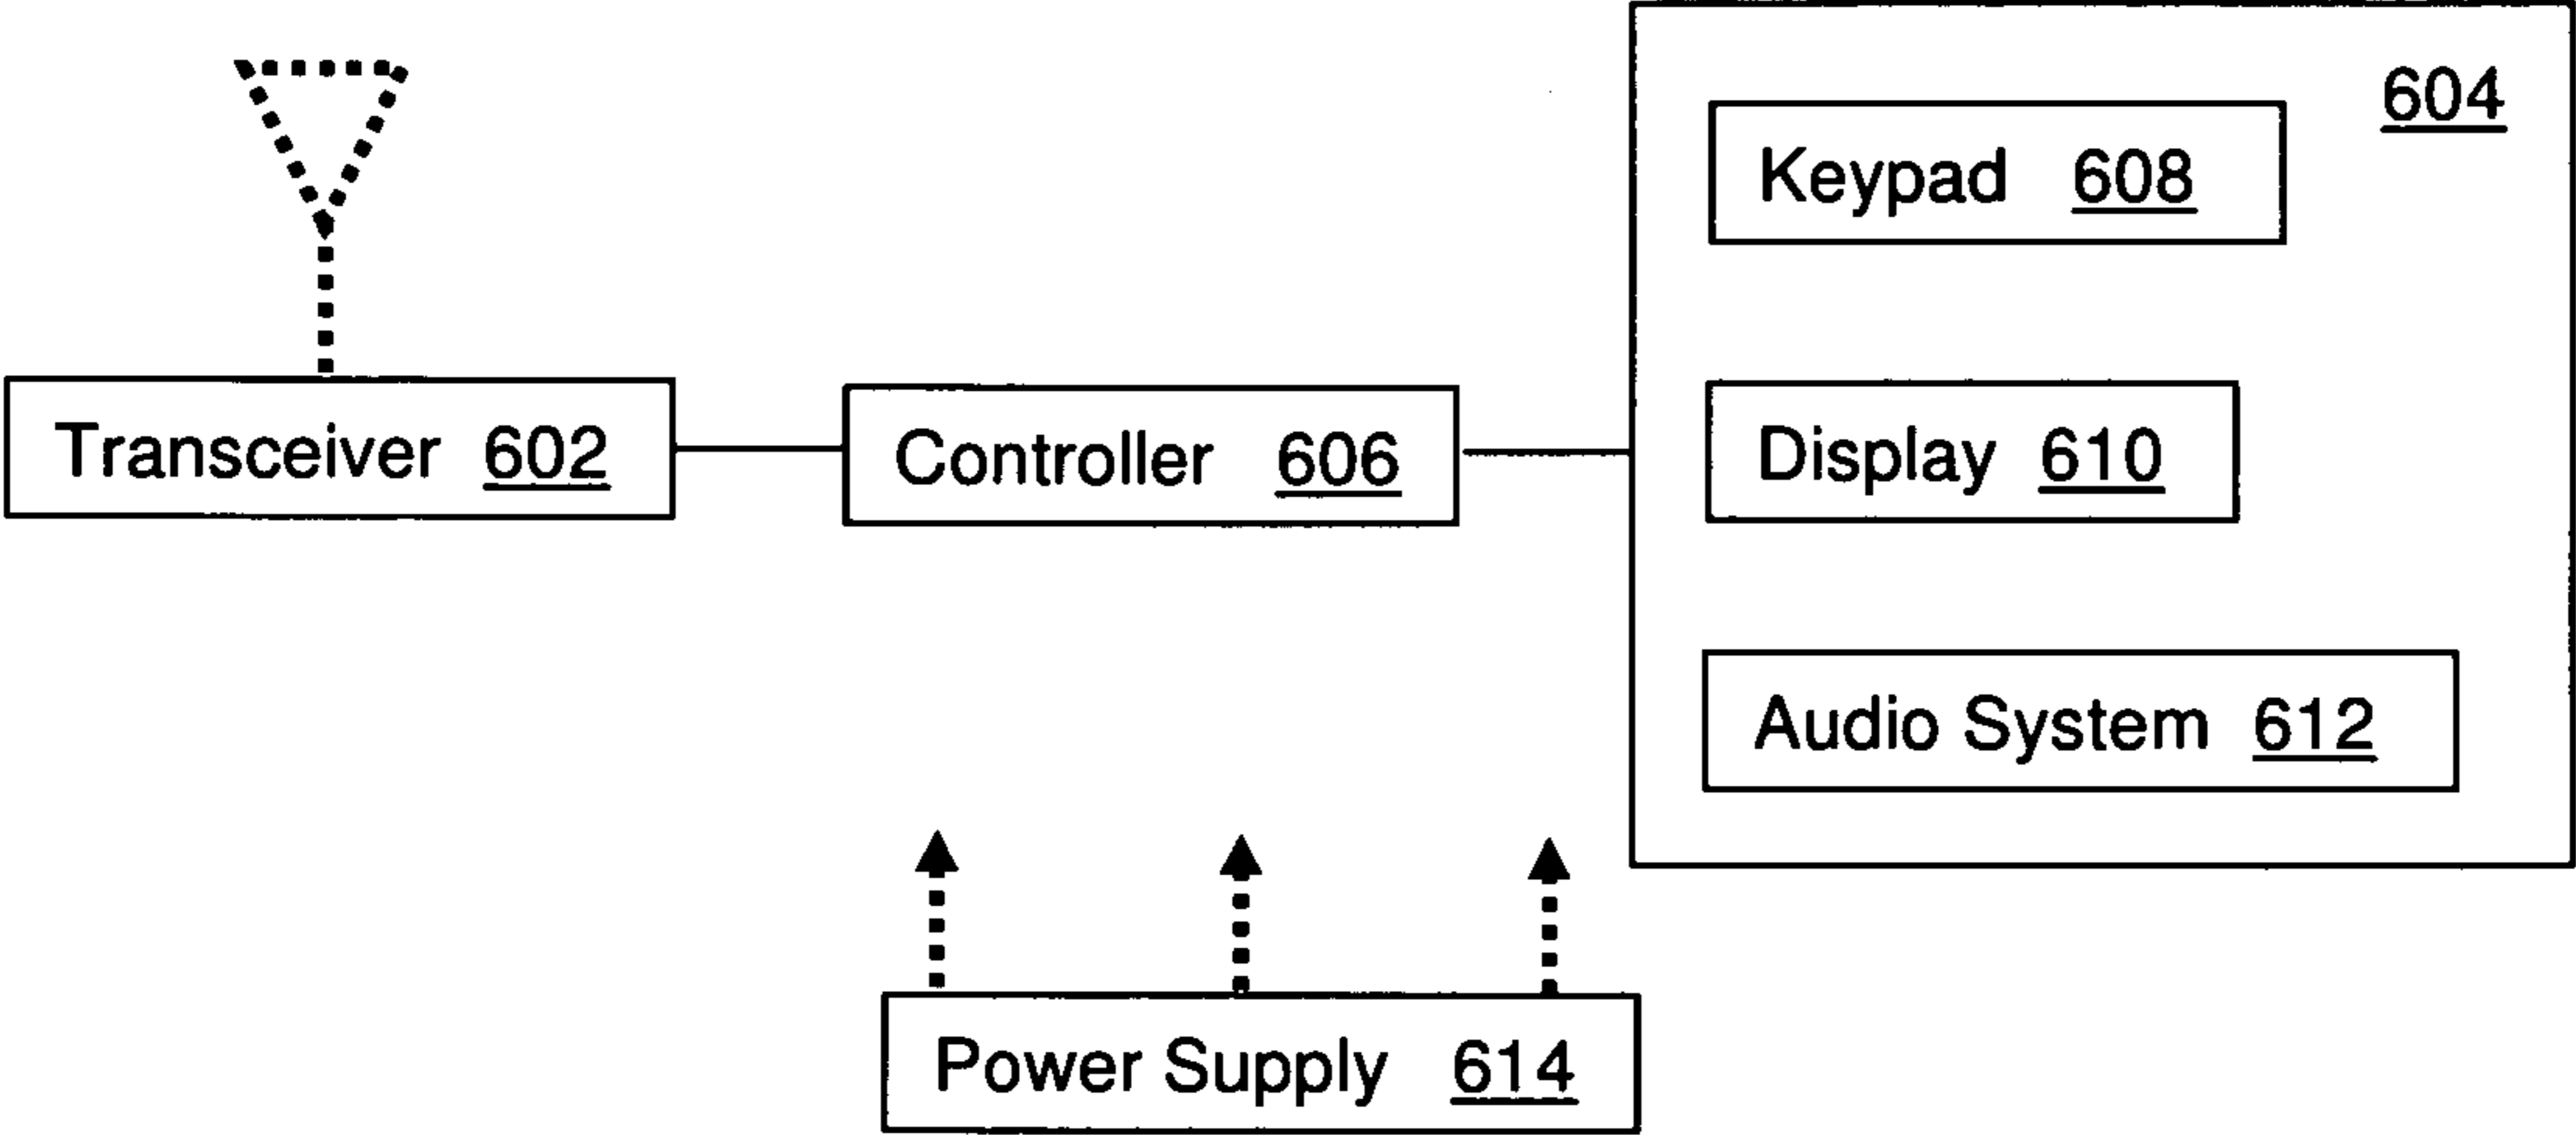 604
Keypad 608
Transceiver 602
Controller 606
Display 610
Audio System 612
Power Supply 614